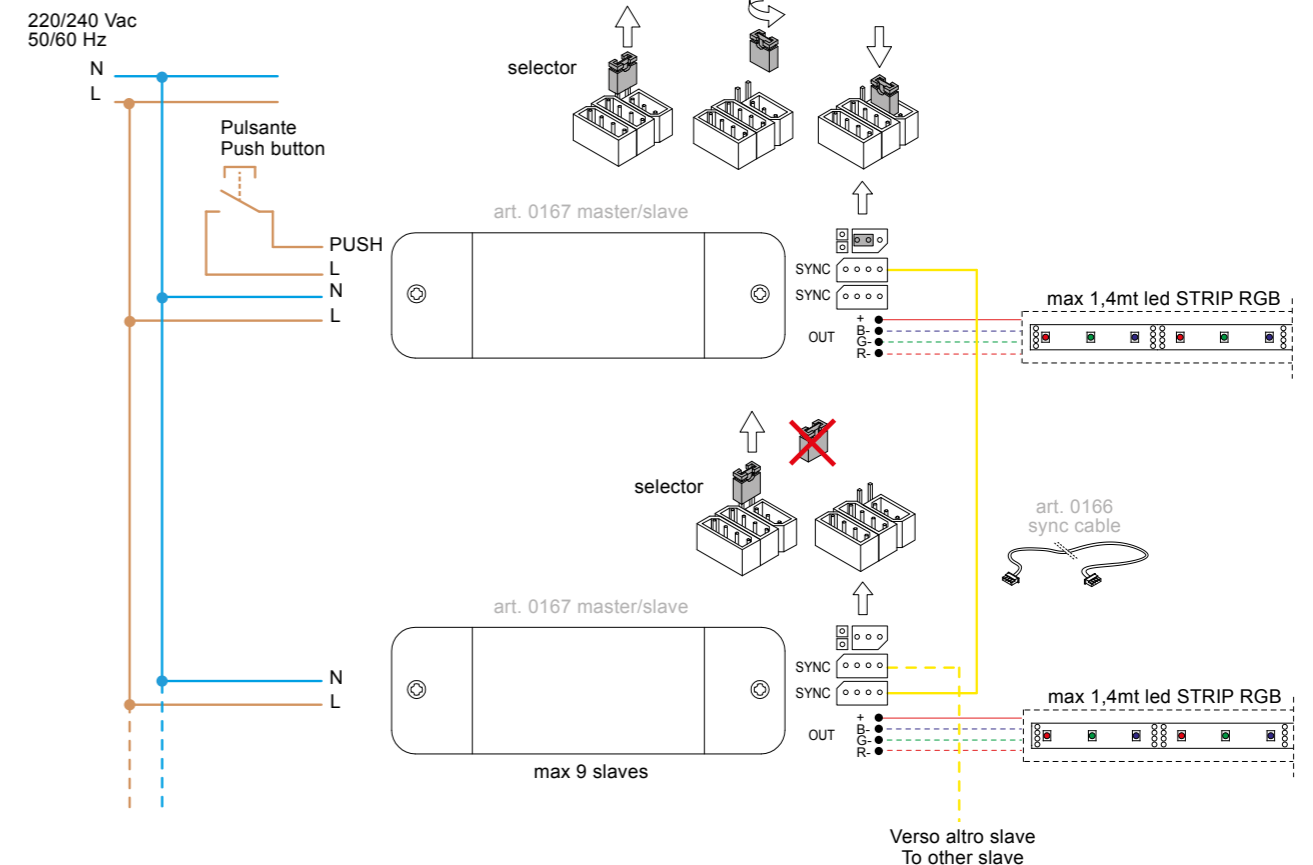 220/240 Vac
50/60 Hz
N
L
selector
Pulsante
Push button
art. 0167 master/slave
PUSH
L
N
L
SYNC
SYNC
OUT
+
B-
G-
R-
max 1,4mt led STRIP RGB
selector
art. 0166
sync cable
art. 0167 master/slave
N
L
SYNC
SYNC
OUT
+
B-
G-
R-
max 1,4mt led STRIP RGB
max 9 slaves
Verso altro slave
To other slave